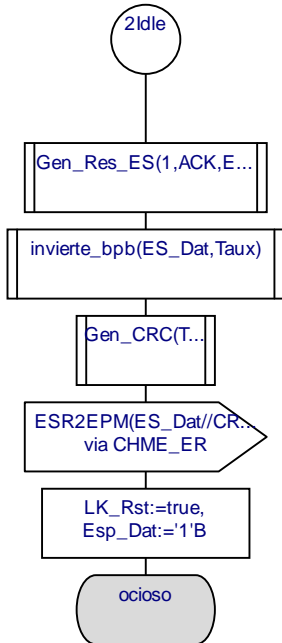 2Idle
Gen_Res_ES(1,ACK,E...
invierte_bpb(ES_Dat,Taux)
Gen_CRC(T...
ESR2EPM(ES_Dat//CR...
via CHME_ER
LK_Rst:=true,
Esp_Dat:='1'B
ocioso